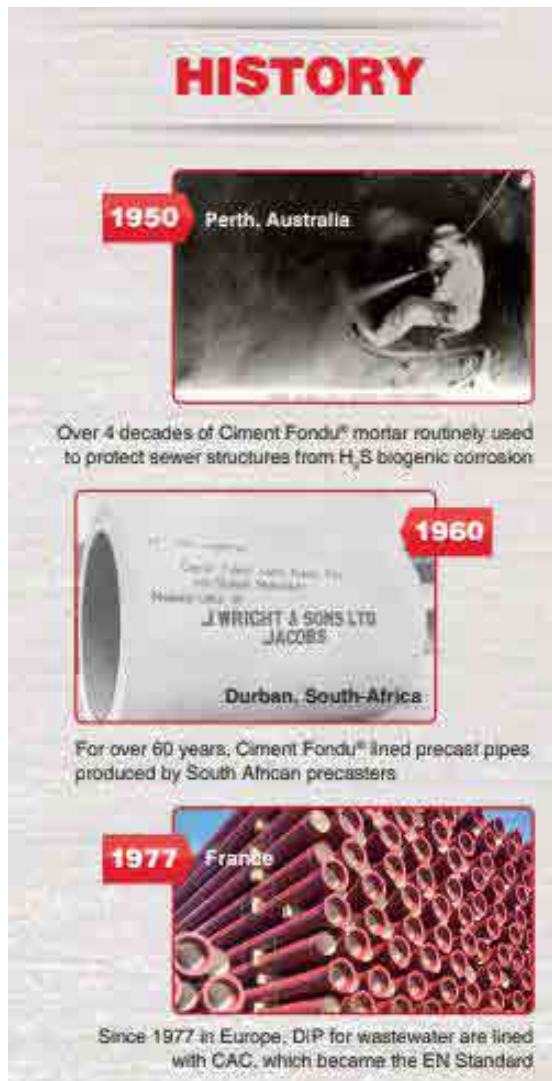 HISTORY
1950
Perth, Australia
Over 4 decades of Ciment Fondu® mortar routinely used
to protect sewer structures from H₂S biogenic corrosion
1960
J.WRIGHT & SONS LTD
JACOBS
Durban, South-Africa
For over 60 years, Ciment Fondu® lined precast pipes
produced by South African precasters
1977
France
Since 1977 in Europe, DIP for wastewater are lined
with CAC, which became the EN Standard